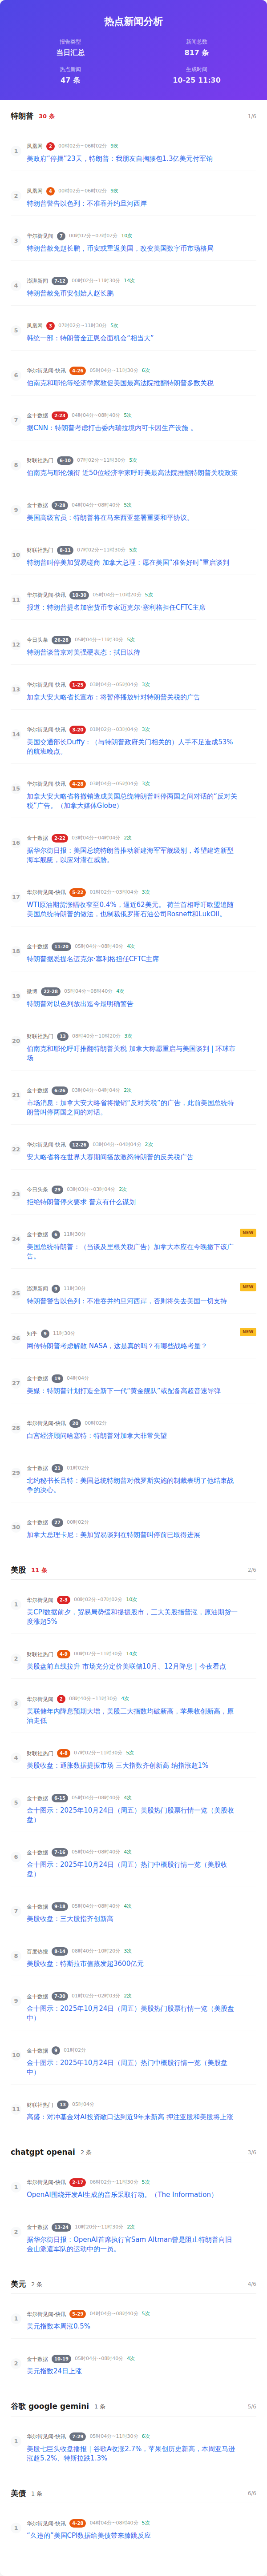 热点新闻分析
报告类型
新闻总数
当日汇总
817 条
热点新闻
生成时间
47 条
10-25 11:30
特朗普 30 条 1/6
1 凤凰网 2 00时02分~06时02分 9次
美政府“停摆”23天，特朗普：我朋友自掏腰包1.3亿美元付军饷
2 凤凰网 4 00时02分~06时02分 9次
特朗普警告以色列：不准吞并约旦河西岸
3 华尔街见闻 7 00时02分~07时02分 10次
特朗普赦免赵长鹏，币安或重返美国，改变美国数字币市场格局
4 澎湃新闻 7-12 00时02分~11时30分 14次
特朗普赦免币安创始人赵长鹏
5 凤凰网 3 07时02分~11时30分 5次
韩统一部：特朗普金正恩会面机会“相当大”
6 华尔街见闻-快讯 4-26 05时04分~11时30分 6次
伯南克和耶伦等经济学家敦促美国最高法院推翻特朗普多数关税
7 金十数据 2-23 04时04分~08时40分 5次
据CNN：特朗普考虑打击委内瑞拉境内可卡因生产设施 。
8 财联社热门 6-10 07时02分~11时30分 5次
伯南克与耶伦领衔 近50位经济学家呼吁美最高法院推翻特朗普关税政策
9 金十数据 7-28 04时04分~08时40分 5次
美国高级官员：特朗普将在马来西亚签署重要和平协议。
10 财联社热门 8-11 07时02分~11时30分 5次
特朗普叫停美加贸易磋商 加拿大总理：愿在美国“准备好时”重启谈判
11 华尔街见闻-快讯 10-30 05时04分~10时20分 5次
报道：特朗普提名加密货币专家迈克尔·塞利格担任CFTC主席
12 今日头条 26-28 05时04分~11时30分 5次
特朗普谈普京对美强硬表态：拭目以待
13 华尔街见闻-快讯 1-25 03时04分~05时04分 3次
加拿大安大略省长宣布：将暂停播放针对特朗普关税的广告
14 华尔街见闻-快讯 3-20 01时02分~03时04分 3次
美国交通部长Duffy：（与特朗普政府关门相关的）人手不足造成53%
的航班晚点。
15 华尔街见闻-快讯 4-20 03时04分~05时04分 3次
加拿大安大略省将撤销造成美国总统特朗普叫停两国之间对话的“反对关
税”广告。（加拿大媒体Globe）
16 金十数据 2-22 03时04分~04时04分 2次
据华尔街日报：美国总统特朗普推动新建海军军舰级别，希望建造新型
海军舰艇，以应对潜在威胁。
17 华尔街见闻-快讯 5-22 01时02分~03时04分 3次
WTI原油期货涨幅收窄至0.4%，逼近62美元。 荷兰首相呼吁欧盟追随
美国总统特朗普的做法，也制裁俄罗斯石油公司Rosneft和LukOil。
18 金十数据 11-20 05时04分~08时40分 4次
特朗普据悉提名迈克尔·塞利格担任CFTC主席
19 微博 22-28 05时04分~08时40分 4次
特朗普对以色列放出迄今最明确警告
20 财联社热门 13 08时40分~10时20分 3次
伯南克和耶伦呼吁推翻特朗普关税 加拿大称愿重启与美国谈判 | 环球市
场
21 金十数据 6-26 03时04分~04时04分 2次
市场消息：加拿大安大略省将撤销“反对关税”的广告，此前美国总统特
朗普叫停两国之间的对话。
22 华尔街见闻-快讯 12-26 03时04分~04时04分 2次
安大略省将在世界大赛期间播放激怒特朗普的反关税广告
23 今日头条 29 03时03分~03时04分 2次
拒绝特朗普停火要求 普京有什么谋划
24 金十数据 6 11时30分 NEW
美国总统特朗普：（当谈及里根关税广告）加拿大本应在今晚撤下该广
告。
25 澎湃新闻 9 11时30分 NEW
特朗普警告以色列：不准吞并约旦河西岸，否则将失去美国一切支持
26 知乎 9 11时30分 NEW
网传特朗普考虑解散 NASA，这是真的吗？有哪些战略考量？
27 金十数据 19 04时04分
美媒：特朗普计划打造全新下一代“黄金舰队”或配备高超音速导弹
28 华尔街见闻-快讯 20 00时02分
白宫经济顾问哈塞特：特朗普对加拿大非常失望
29 金十数据 21 01时02分
北约秘书长吕特：美国总统特朗普对俄罗斯实施的制裁表明了他结束战
争的决心。
30 金十数据 27 00时02分
加拿大总理卡尼：美加贸易谈判在特朗普叫停前已取得进展
美股 11 条 2/6
1 华尔街见闻 2-3 00时02分~07时02分 10次
美CPI数据前夕，贸易局势缓和提振股市，三大美股指普涨，原油期货一
度涨超5%
2 财联社热门 4-9 00时02分~11时30分 14次
美股盘前直线拉升 市场充分定价美联储10月、12月降息 | 今夜看点
3 华尔街见闻 2 08时40分~11时30分 4次
美联储年内降息预期大增，美股三大指数均破新高，苹果收创新高，原
油走低
4 财联社热门 4-8 07时02分~11时30分 5次
美股收盘：通胀数据提振市场 三大指数齐创新高 纳指涨超1%
5 金十数据 6-15 05时04分~08时40分 4次
金十图示：2025年10月24日（周五）美股热门股票行情一览（美股收
盘）
6 金十数据 7-16 05时04分~08时40分 4次
金十图示：2025年10月24日（周五）热门中概股行情一览（美股收
盘）
7 金十数据 9-18 05时04分~08时40分 4次
美股收盘：三大股指齐创新高
8 百度热搜 8-14 08时40分~10时20分 3次
美股收盘：特斯拉市值蒸发超3600亿元
9 金十数据 7-30 01时02分~02时03分 2次
金十图示：2025年10月24日（周五）美股热门股票行情一览（美股盘
中）
10 金十数据 9 01时02分
金十图示：2025年10月24日（周五）热门中概股行情一览（美股盘
中）
11 财联社热门 13 05时04分
高盛：对冲基金对AI投资敞口达到近9年来新高 押注亚股和美股将上涨
chatgpt openai 2 条 3/6
1 华尔街见闻-快讯 2-17 06时02分~11时30分 5次
OpenAI围绕开发AI生成的音乐采取行动。（The Information）
2 金十数据 13-24 10时20分~11时30分 2次
据华尔街日报：OpenAI首席执行官Sam Altman曾是阻止特朗普向旧
金山派遣军队的运动中的一员。
美元 2 条 4/6
1 华尔街见闻-快讯 5-29 04时04分~08时40分 5次
美元指数本周涨0.5%
2 金十数据 10-19 05时04分~08时40分 4次
美元指数24日上涨
谷歌 google gemini 1 条 5/6
1 华尔街见闻-快讯 7-29 05时04分~11时30分 6次
美股七巨头收盘播报｜谷歌A收涨2.7%，苹果创历史新高，本周亚马逊
涨超5.2%、特斯拉跌1.3%
美债 1 条 6/6
1 华尔街见闻-快讯 4-28 04时04分~08时40分 5次
“久违的”美国CPI数据给美债带来膝跳反应